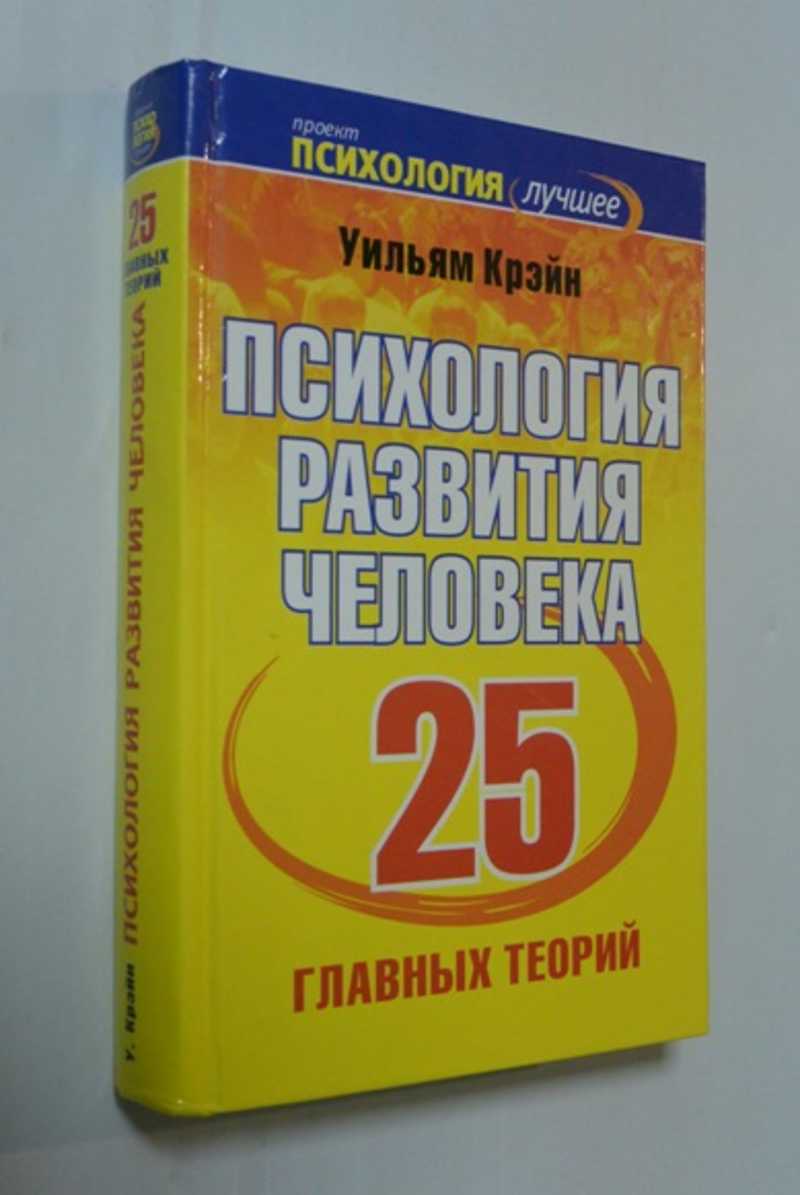 проект
ПСИХОЛОГИЯ лучшее
Уильям Крэйн
ПСИХОЛОГИЯ
РАЗВИТИЯ
ЧЕЛОВЕКА
25
ГЛАВНЫХ ТЕОРИЙ
25
ГЛАВНЫХ
ТЕОРИЙ
У. Крэйн ПСИХОЛОГИЯ РАЗВИТИЯ ЧЕЛОВЕКА